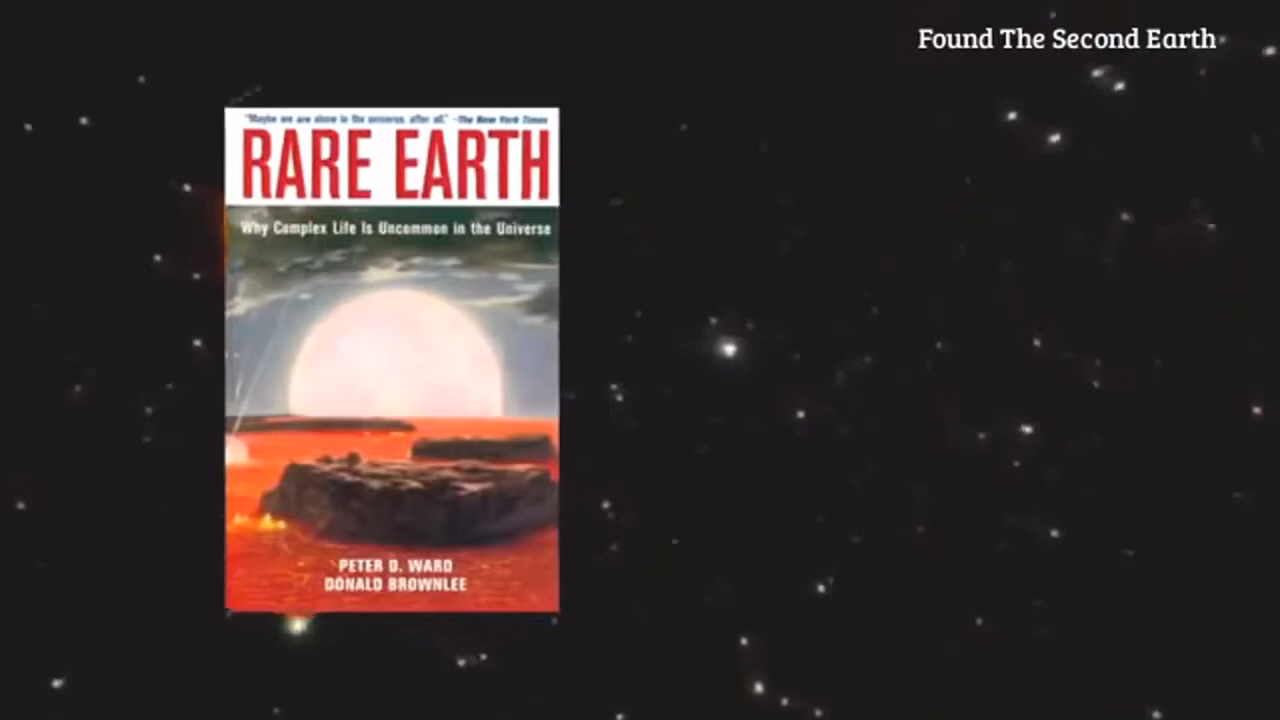 Found The Second Earth
"Maybe we are alone in the universe, after all." -The New York Times
RARE EARTH
Why Complex Life Is Uncommon in the Universe
PETER D. WARD
DONALD BROWNLEE